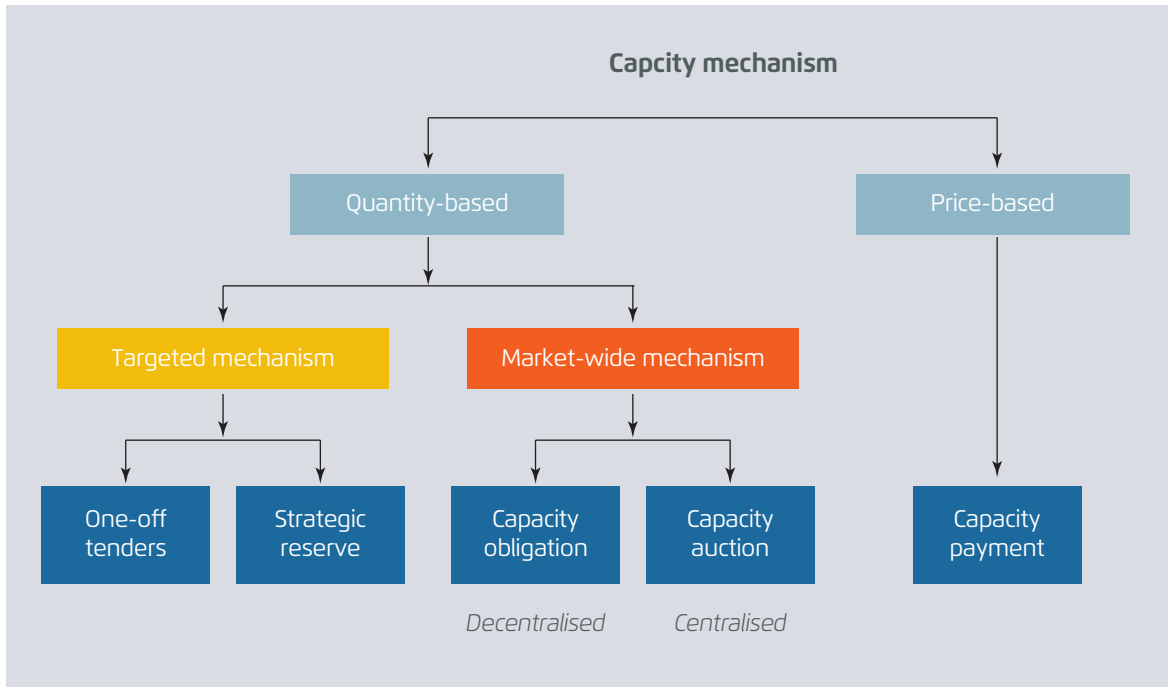 Capcity mechanism
Quantity-based
Price-based
Targeted mechanism
Market-wide mechanism
One-off
tenders
Strategic
reserve
Capacity
obligation
Capacity
auction
Capacity
payment
Decentralised
Centralised